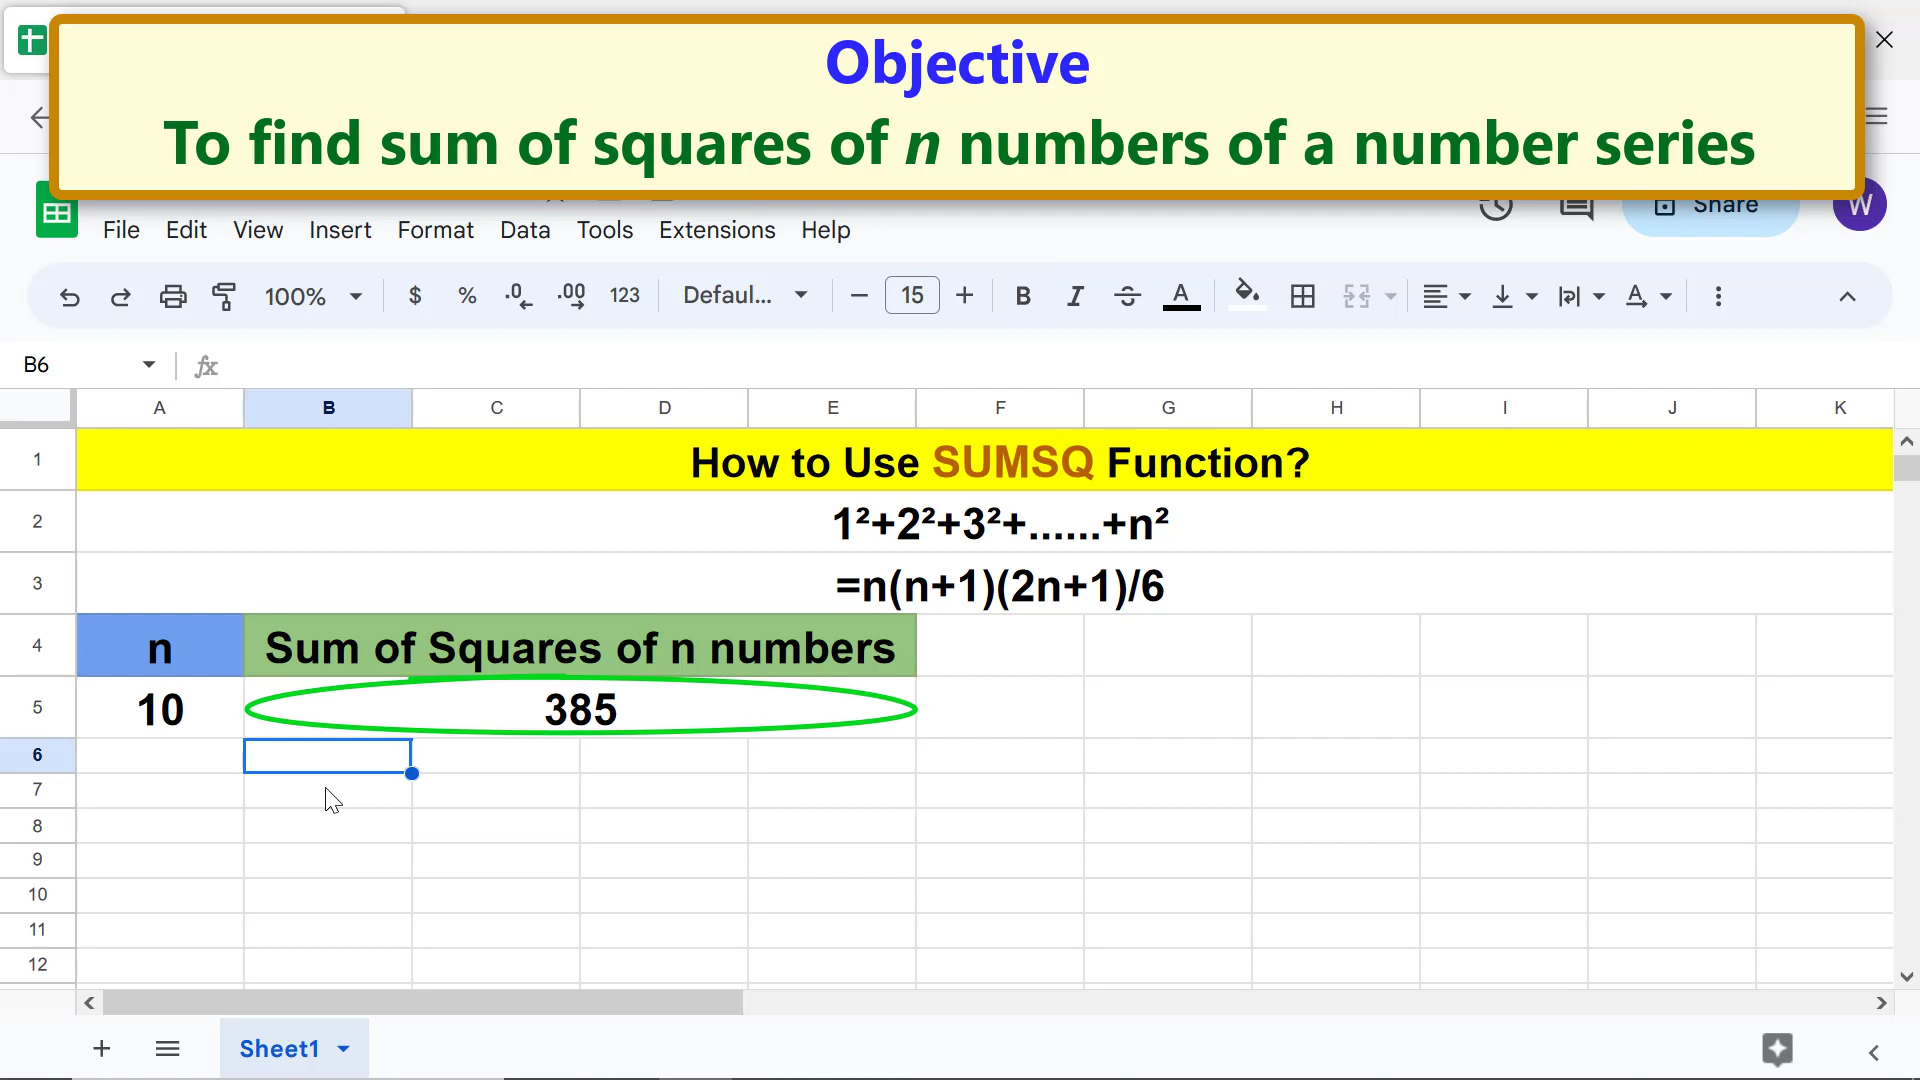 Objective
To find sum of squares of n numbers of a number series
Share
W
File Edit View Insert Format Data Tools Extensions Help
100% $ % .0 .00 123 Defaul... 15 B I S A A
B6 fx
A B C D E F G H I J K
1 How to Use SUMSQ Function?
2 1²+2²+3²+......+n²
3 =n(n+1)(2n+1)/6
4 n Sum of Squares of n numbers
5 10 385
6
7
8
9
10
11
12
Sheet1